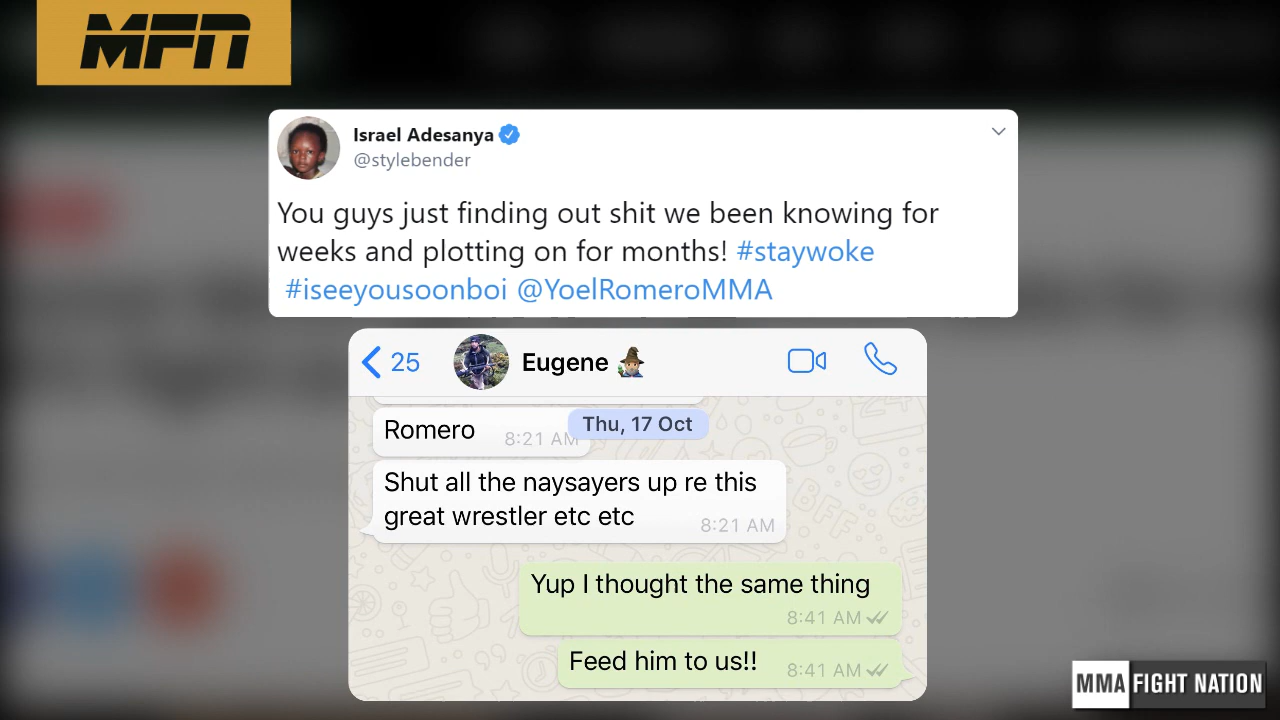 MFN
Israel Adesanya
@stylebender
You guys just finding out shit we been knowing for
weeks and plotting on for months! #staywoke
#iseeyousoonboi @YoelRomeroMMA
25 Eugene
Thu, 17 Oct
Romero 8:21 AM
Shut all the naysayers up re this
great wrestler etc etc 8:21 AM
Yup I thought the same thing
8:41 AM
Feed him to us!! 8:41 AM
MMA FIGHT NATION